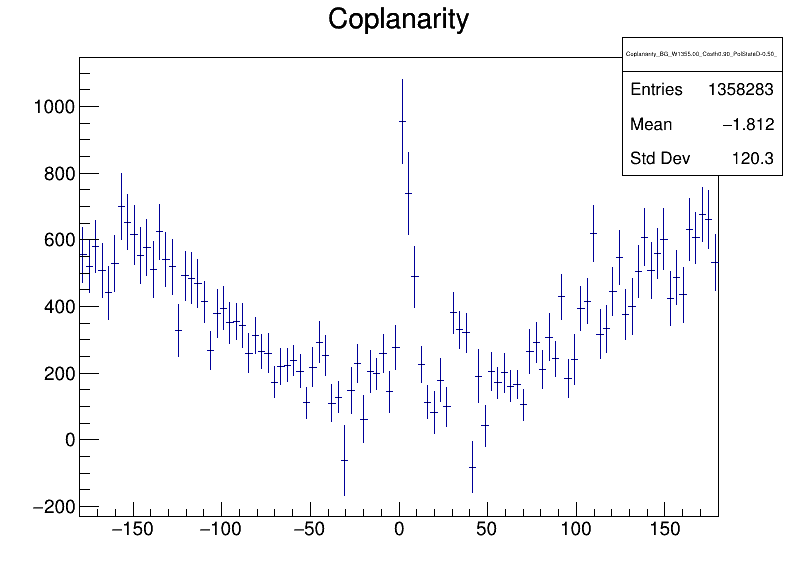 Coplanarity
Coplanarity_BG_W1355.00_Costh0.90_PolStateD-0.50_
Entries 1358283
Mean −1.812
Std Dev 120.3
1000
800
600
400
200
0
−200
−150 −100 −50 0 50 100 150